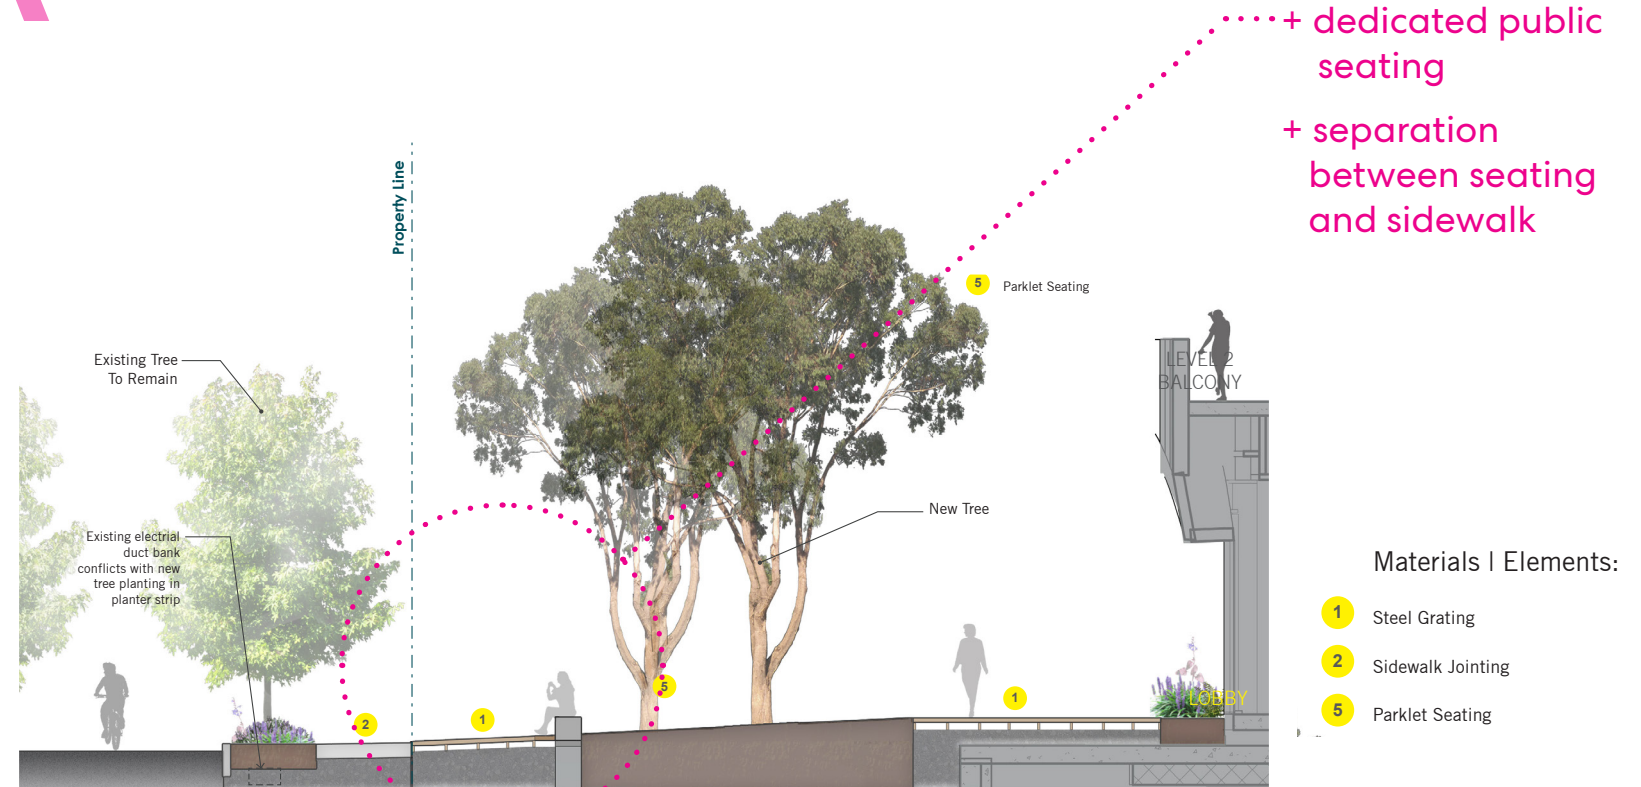 + dedicated public
seating
+ separation
between seating
and sidewalk
Property Line
5 Parklet Seating
Existing Tree
To Remain
LEVEL 2
BALCONY
New Tree
Existing electrial
duct bank
conflicts with new
tree planting in
planter strip
5
2
1
1
LOBBY
Materials | Elements:
1 Steel Grating
2 Sidewalk Jointing
5 Parklet Seating